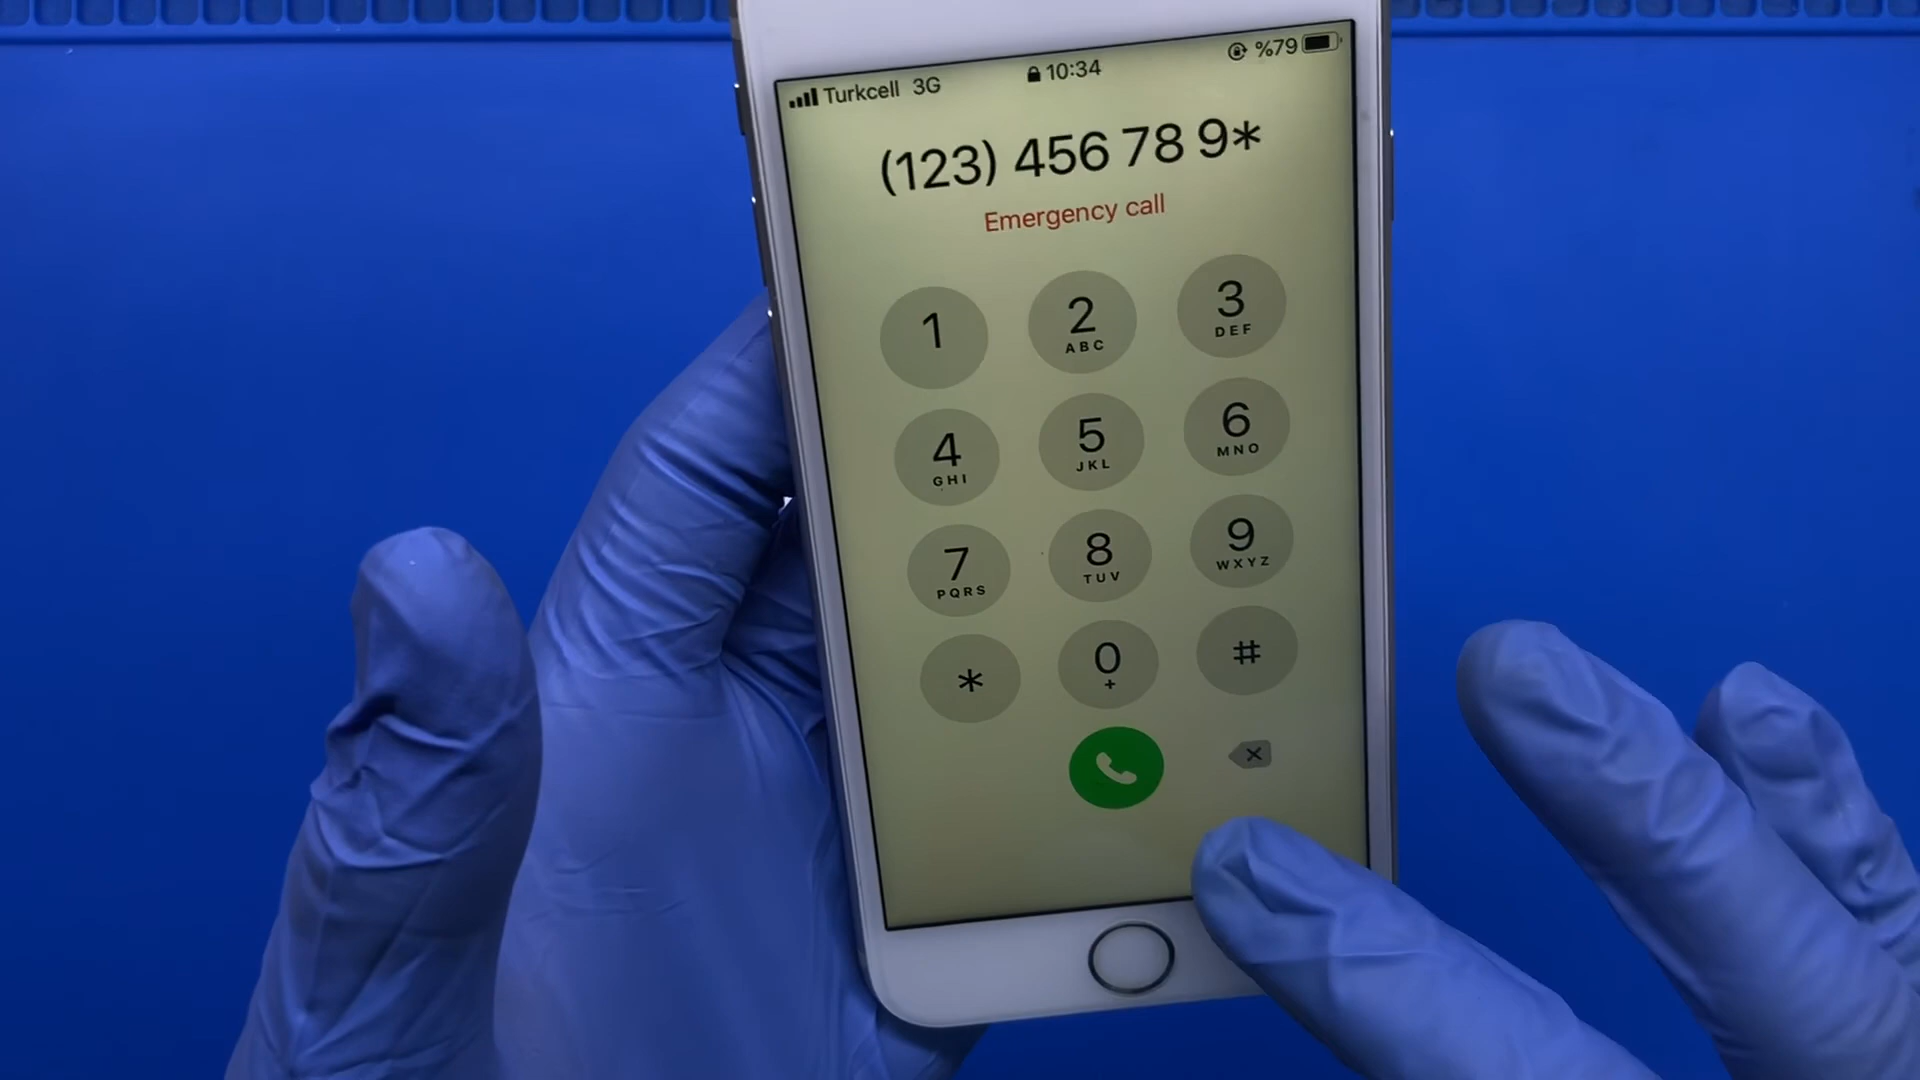 Turkcell 3G 10:34 %79
(123) 456 78 9*
Emergency call
1 2 3
ABC DEF
4 5 6
GHI JKL MNO
7 8 9
PQRS TUV WXYZ
* 0 #
+